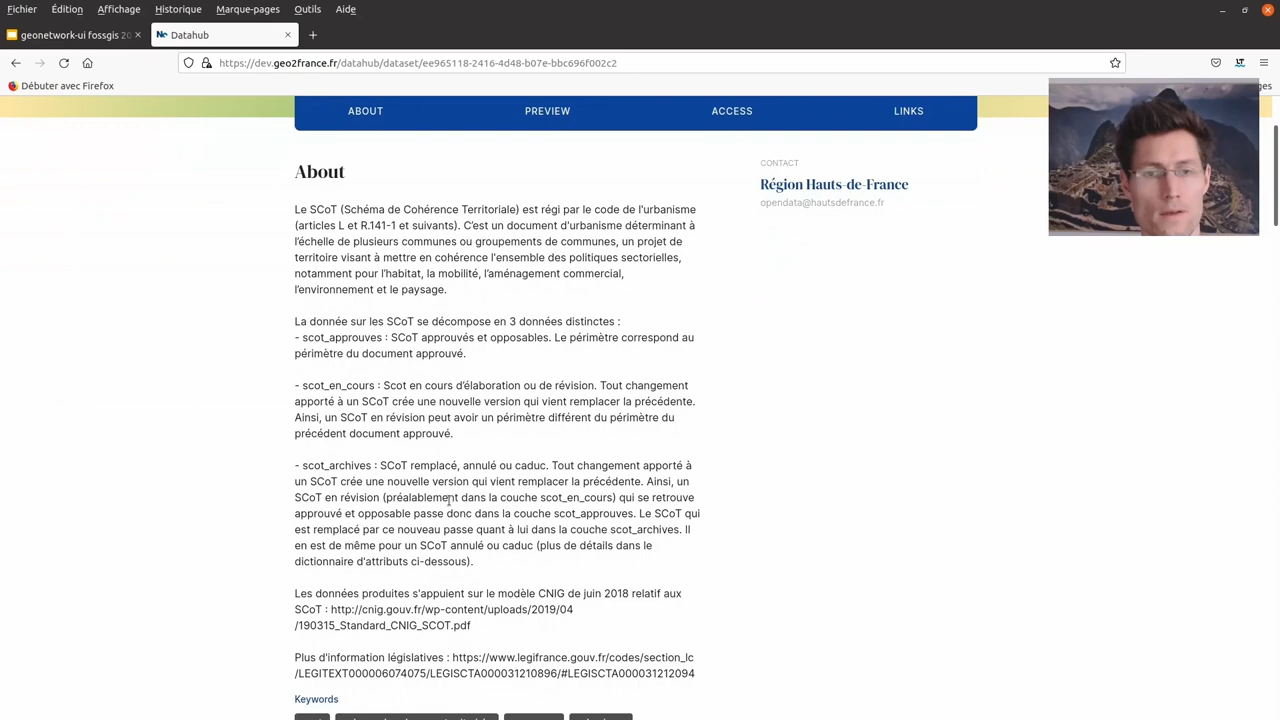 Fichier Édition Affichage Historique Marque-pages Outils Aide
geonetwork-ui fossgis 20
Datahub
https://dev.geo2france.fr/datahub/dataset/ee965118-2416-4d48-b07e-bbc696f002c2
Débuter avec Firefox
ges
ABOUT PREVIEW ACCESS LINKS
About
Le SCoT (Schéma de Cohérence Territoriale) est régi par le code de l'urbanisme
(articles L et R.141-1 et suivants). C'est un document d'urbanisme déterminant à
l'échelle de plusieurs communes ou groupements de communes, un projet de
territoire visant à mettre en cohérence l'ensemble des politiques sectorielles,
notamment pour l'habitat, la mobilité, l'aménagement commercial,
l'environnement et le paysage.
La donnée sur les SCoT se décompose en 3 données distinctes :
- scot_approuves : SCoT approuvés et opposables. Le périmètre correspond au
périmètre du document approuvé.
- scot_en_cours : Scot en cours d'élaboration ou de révision. Tout changement
apporté à un SCoT crée une nouvelle version qui vient remplacer la précédente.
Ainsi, un SCoT en révision peut avoir un périmètre différent du périmètre du
précédent document approuvé.
- scot_archives : SCoT remplacé, annulé ou caduc. Tout changement apporté à
un SCoT crée une nouvelle version qui vient remplacer la précédente. Ainsi, un
SCoT en révision (préalablement dans la couche scot_en_cours) qui se retrouve
approuvé et opposable passe donc dans la couche scot_approuves. Le SCoT qui
est remplacé par ce nouveau passe quant à lui dans la couche scot_archives. Il
en est de même pour un SCoT annulé ou caduc (plus de détails dans le
dictionnaire d'attributs ci-dessous).
Les données produites s'appuient sur le modèle CNIG de juin 2018 relatif aux
SCoT : http://cnig.gouv.fr/wp-content/uploads/2019/04
/190315_Standard_CNIG_SCOT.pdf
Plus d'information législatives : https://www.legifrance.gouv.fr/codes/section_lc
/LEGITEXT000006074075/LEGISCTA000031210896/#LEGISCTA000031212094
Keywords
CONTACT
Région Hauts-de-France
opendata@hautsdefrance.fr